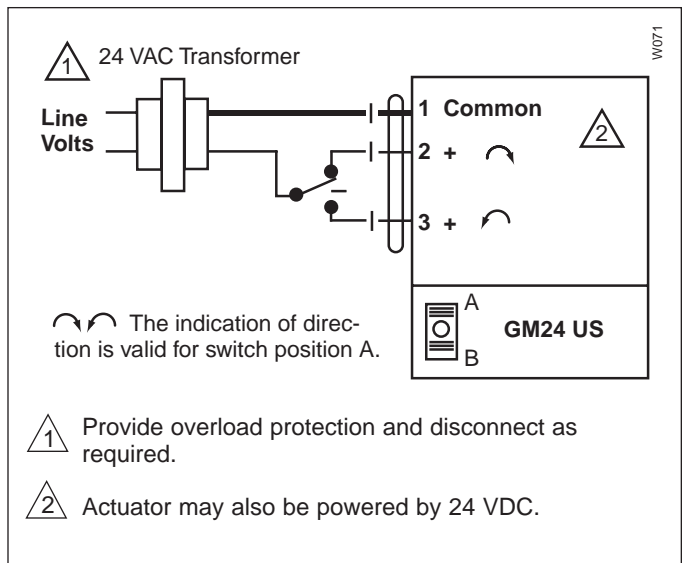 W071
1 24 VAC Transformer
Line
Volts
1 Common
2
2 +
3 +
The indication of direc-
tion is valid for switch position A.
A
GM24 US
B
1 Provide overload protection and disconnect as
required.
2 Actuator may also be powered by 24 VDC.